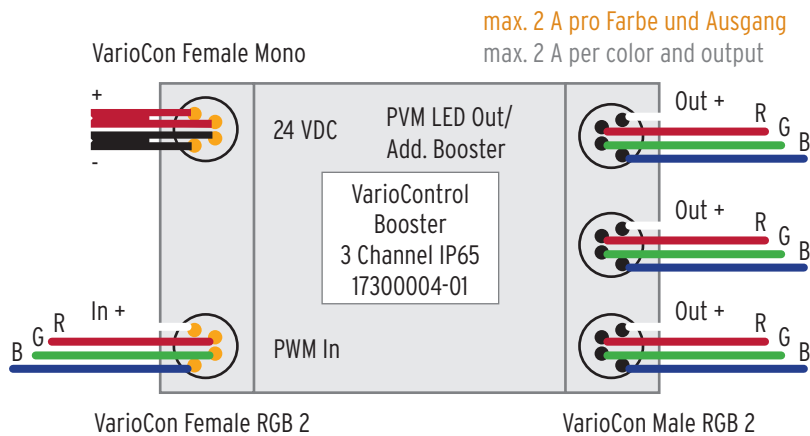 max. 2 A pro Farbe und Ausgang
max. 2 A per color and output
VarioCon Female Mono
+
-
24 VDC
PVM LED Out/
Add. Booster
Out +
R
G
B
VarioControl
Booster
3 Channel IP65
17300004-01
Out +
R
G
B
In +
R
G
B
PWM In
Out +
R
G
B
VarioCon Female RGB 2
VarioCon Male RGB 2